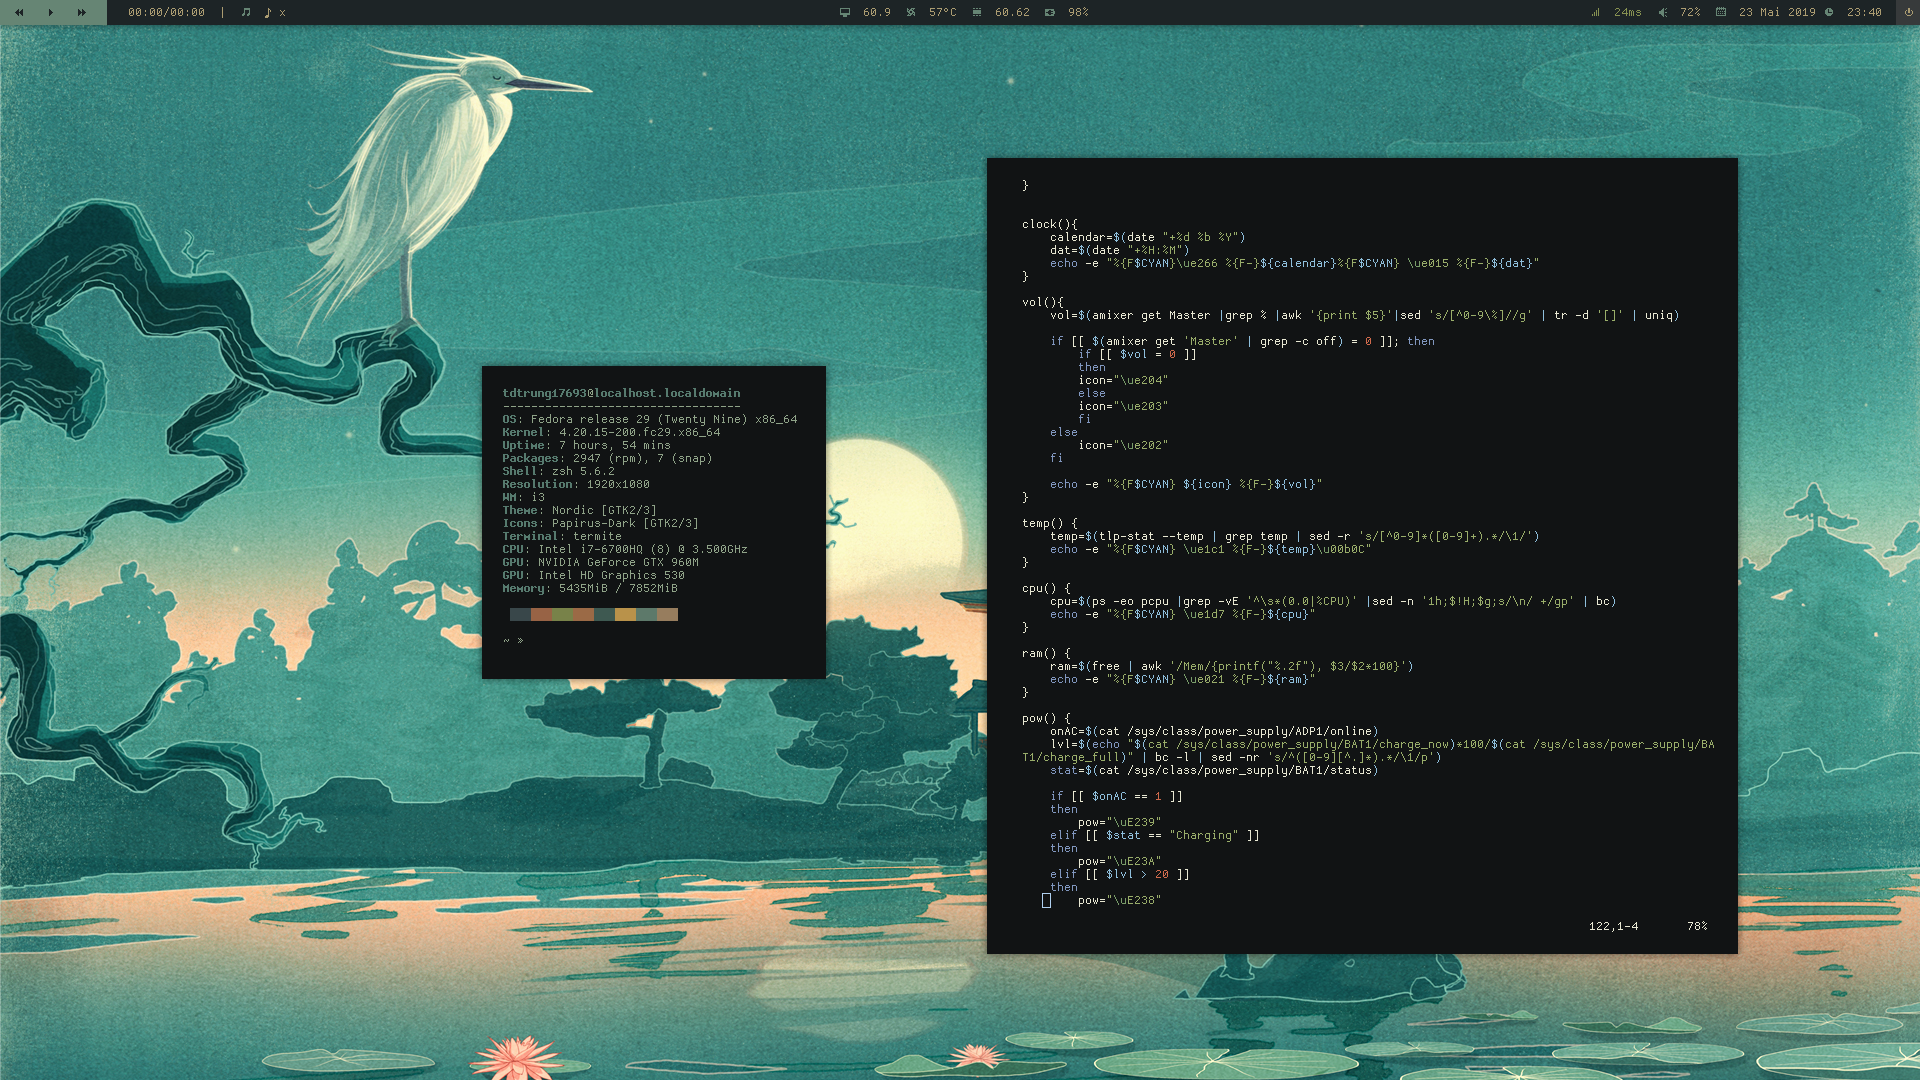 00:00/00:00 | x 60.9 57°C 60.62 98% 24ms 72% 23 Mai 2019 23:40
tdtrung17693@localhost.localdomain
----------------------------------
OS: Fedora release 29 (Twenty Nine) x86_64
Kernel: 4.20.15-200.fc29.x86_64
Uptime: 7 hours, 54 mins
Packages: 2947 (rpm), 7 (snap)
Shell: zsh 5.6.2
Resolution: 1920x1080
WM: i3
Theme: Nordic [GTK2/3]
Icons: Papirus-Dark [GTK2/3]
Terminal: termite
CPU: Intel i7-6700HQ (8) @ 3.500GHz
GPU: NVIDIA GeForce GTX 960M
GPU: Intel HD Graphics 530
Memory: 5435MiB / 7852MiB
~ »
}
clock(){
calendar=$(date "+%d %b %Y")
dat=$(date "+%H:%M")
echo -e "%{F$CYAN}\ue266 %{F-}${calendar}%{F$CYAN} \ue015 %{F-}${dat}"
}
vol(){
vol=$(amixer get Master |grep % |awk '{print $5}'|sed 's/[^0-9\%]//g' | tr -d '[]' | uniq)
if [[ $(amixer get 'Master' | grep -c off) = 0 ]]; then
if [[ $vol = 0 ]]
then
icon="\ue204"
else
icon="\ue203"
fi
else
icon="\ue202"
fi
echo -e "%{F$CYAN} ${icon} %{F-}${vol}"
}
temp() {
temp=$(tlp-stat --temp | grep temp | sed -r 's/[^0-9]*([0-9]+).*/\1/')
echo -e "%{F$CYAN} \ue1c1 %{F-}${temp}\u00b0C"
}
cpu() {
cpu=$(ps -eo pcpu |grep -vE '^\s*(0.0|%CPU)' |sed -n '1h;$!H;$g;s/\n/ +/gp' | bc)
echo -e "%{F$CYAN} \ue1d7 %{F-}${cpu}"
}
ram() {
ram=$(free | awk '/Mem/{printf("%.2f"), $3/$2*100}')
echo -e "%{F$CYAN} \ue021 %{F-}${ram}"
}
pow() {
onAC=$(cat /sys/class/power_supply/ADP1/online)
lvl=$(echo "$(cat /sys/class/power_supply/BAT1/charge_now)*100/$(cat /sys/class/power_supply/BA
T1/charge_full)" | bc -l | sed -nr 's/^([0-9][^.]*).*/\1/p')
stat=$(cat /sys/class/power_supply/BAT1/status)
if [[ $onAC == 1 ]]
then
pow="\uE239"
elif [[ $stat == "Charging" ]]
then
pow="\uE23A"
elif [[ $lvl > 20 ]]
then
pow="\uE238"
122,1-4 78%